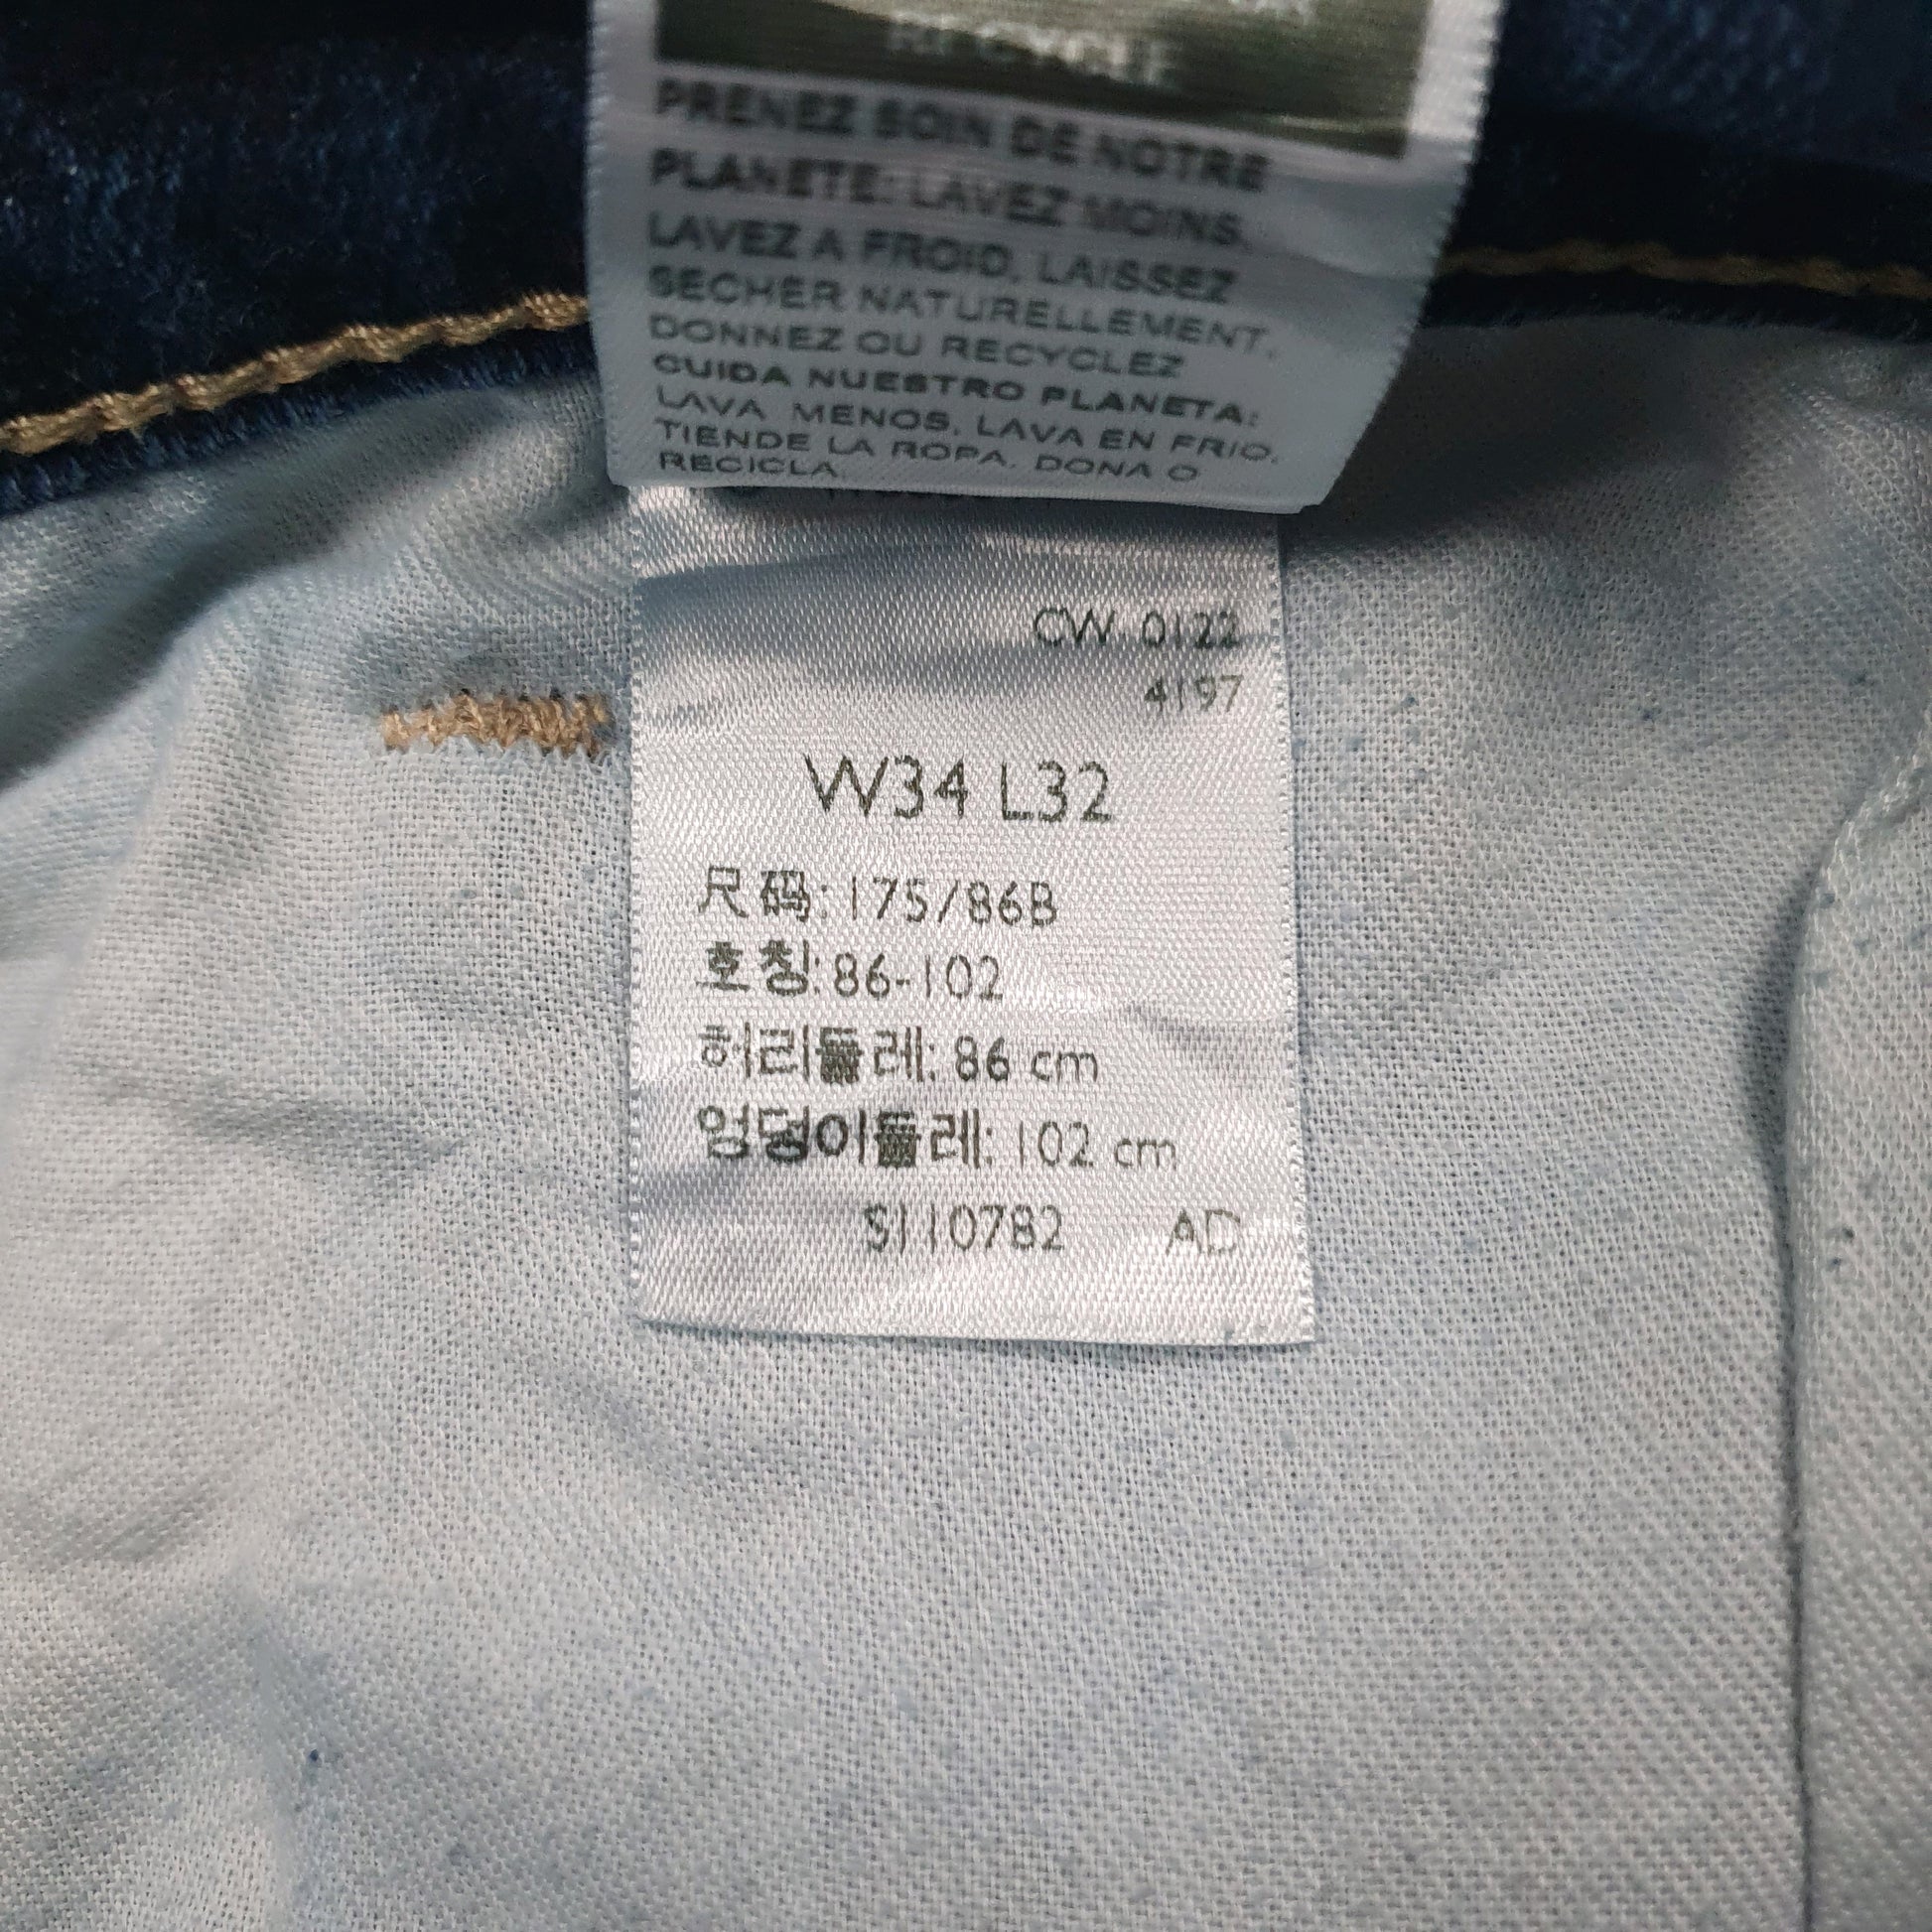 RECYCLE
PRENEZ SOIN DE NOTRE
PLANETE: LAVEZ MOINS,
LAVEZ A FROID, LAISSEZ
SECHER NATURELLEMENT,
DONNEZ OU RECYCLEZ
CUIDA NUESTRO PLANETA:
LAVA MENOS, LAVA EN FRIO,
TIENDE LA ROPA, DONA O
RECICLA.
CW 0122
4197
W34 L32
尺码: 175/86B
호칭: 86-102
허리둘레: 86 cm
엉덩이둘레: 102 cm
S110782 AD